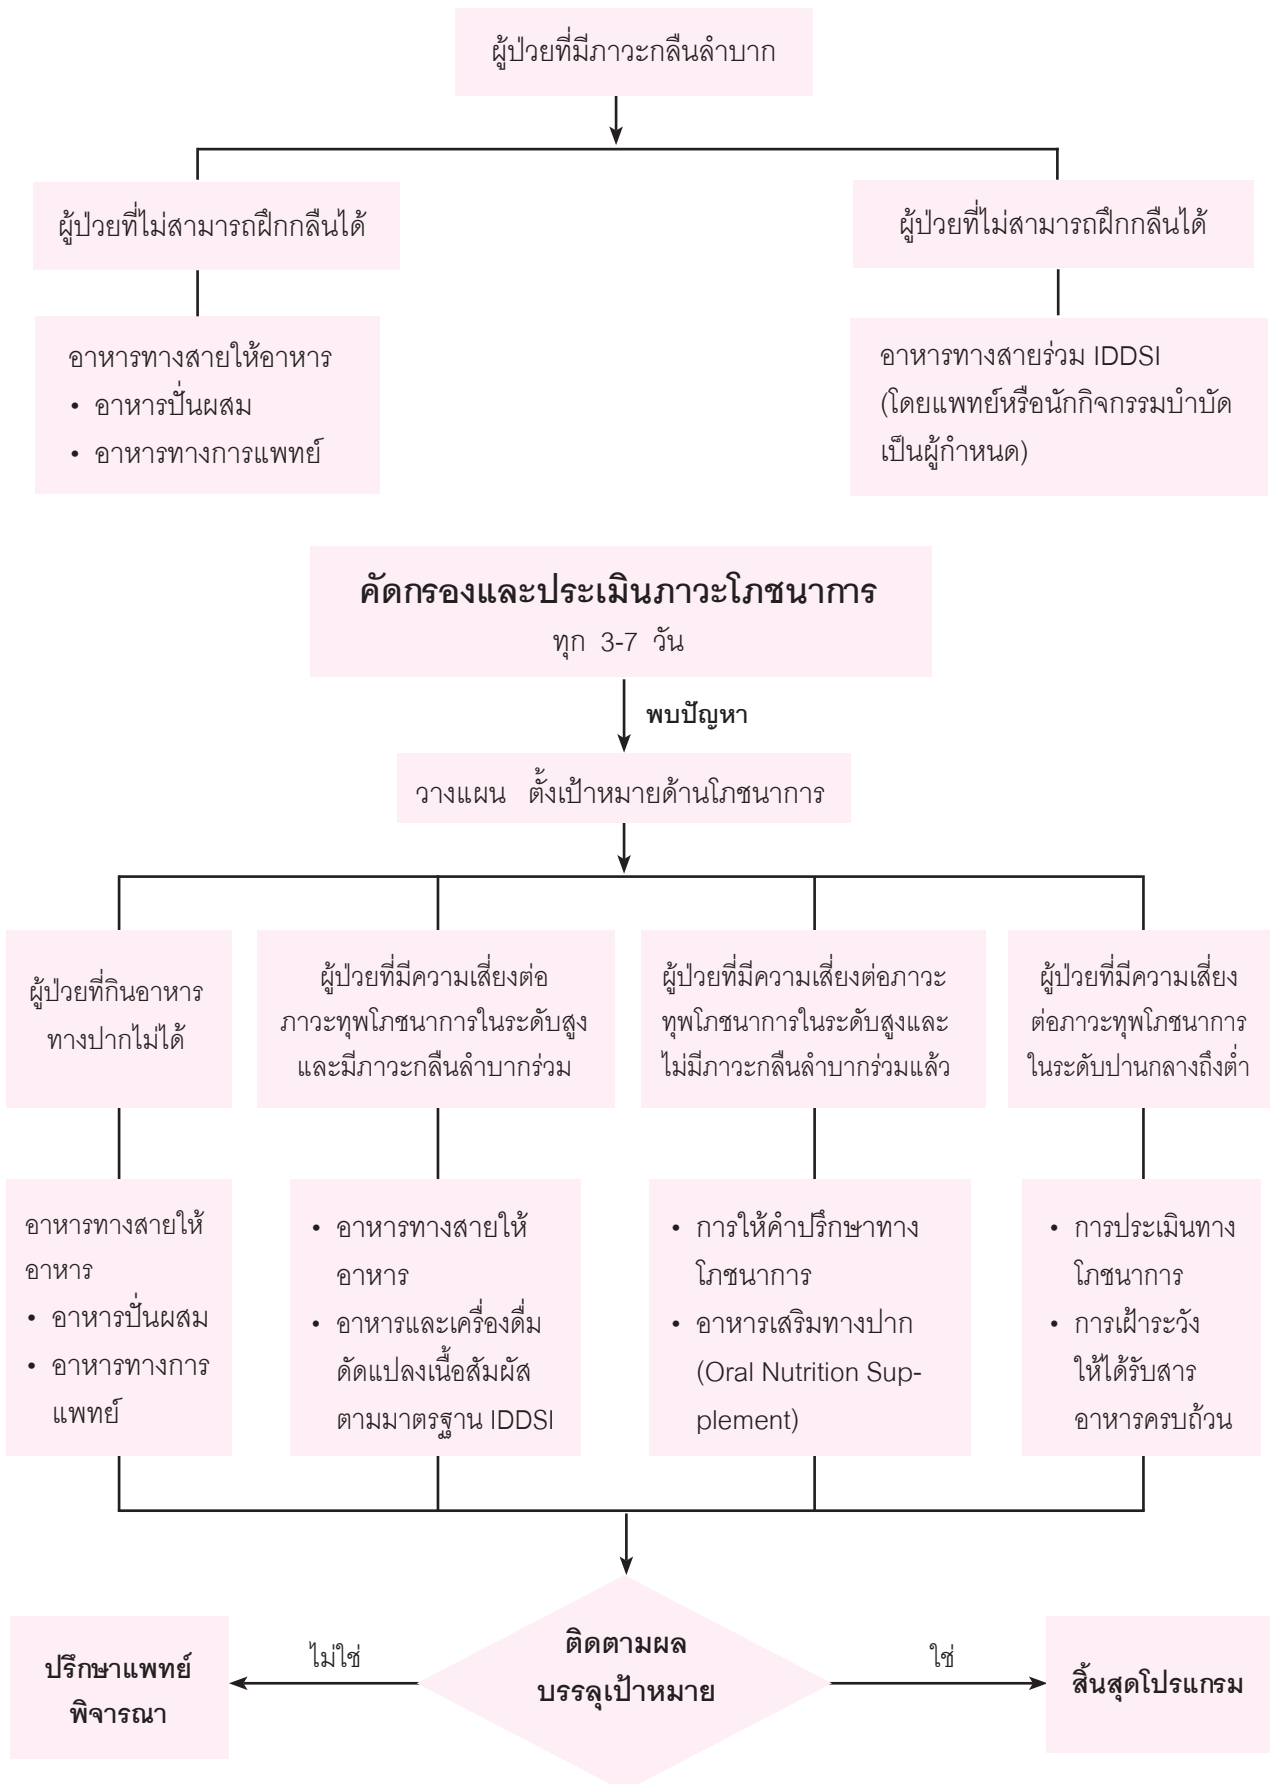 ผู้ป่วยที่มีภาวะกลืนลำบาก
ผู้ป่วยที่ไม่สามารถฝึกกลืนได้
ผู้ป่วยที่ไม่สามารถฝึกกลืนได้
อาหารทางสายให้อาหาร
• อาหารปั่นผสม
• อาหารทางการแพทย์
อาหารทางสายร่วม IDDSI
(โดยแพทย์หรือนักกิจกรรมบำบัด
เป็นผู้กำหนด)
คัดกรองและประเมินภาวะโภชนาการ
ทุก 3-7 วัน
พบปัญหา
วางแผน ตั้งเป้าหมายด้านโภชนาการ
ผู้ป่วยที่กินอาหาร
ทางปากไม่ได้
ผู้ป่วยที่มีความเสี่ยงต่อ
ภาวะทุพโภชนาการในระดับสูง
และมีภาวะกลืนลำบากร่วม
ผู้ป่วยที่มีความเสี่ยงต่อภาวะ
ทุพโภชนาการในระดับสูงและ
ไม่มีภาวะกลืนลำบากร่วมแล้ว
ผู้ป่วยที่มีความเสี่ยง
ต่อภาวะทุพโภชนาการ
ในระดับปานกลางถึงต่ำ
อาหารทางสายให้
อาหาร
• อาหารปั่นผสม
• อาหารทางการ
แพทย์
• อาหารทางสายให้
อาหาร
• อาหารและเครื่องดื่ม
ดัดแปลงเนื้อสัมผัส
ตามมาตรฐาน IDDSI
• การให้คำปรึกษาทาง
โภชนาการ
• อาหารเสริมทางปาก
(Oral Nutrition Sup-
plement)
• การประเมินทาง
โภชนาการ
• การเฝ้าระวัง
ให้ได้รับสาร
อาหารครบถ้วน
ติดตามผล
บรรลุเป้าหมาย
ไม่ใช่
ใช่
ปรึกษาแพทย์
พิจารณา
สิ้นสุดโปรแกรม